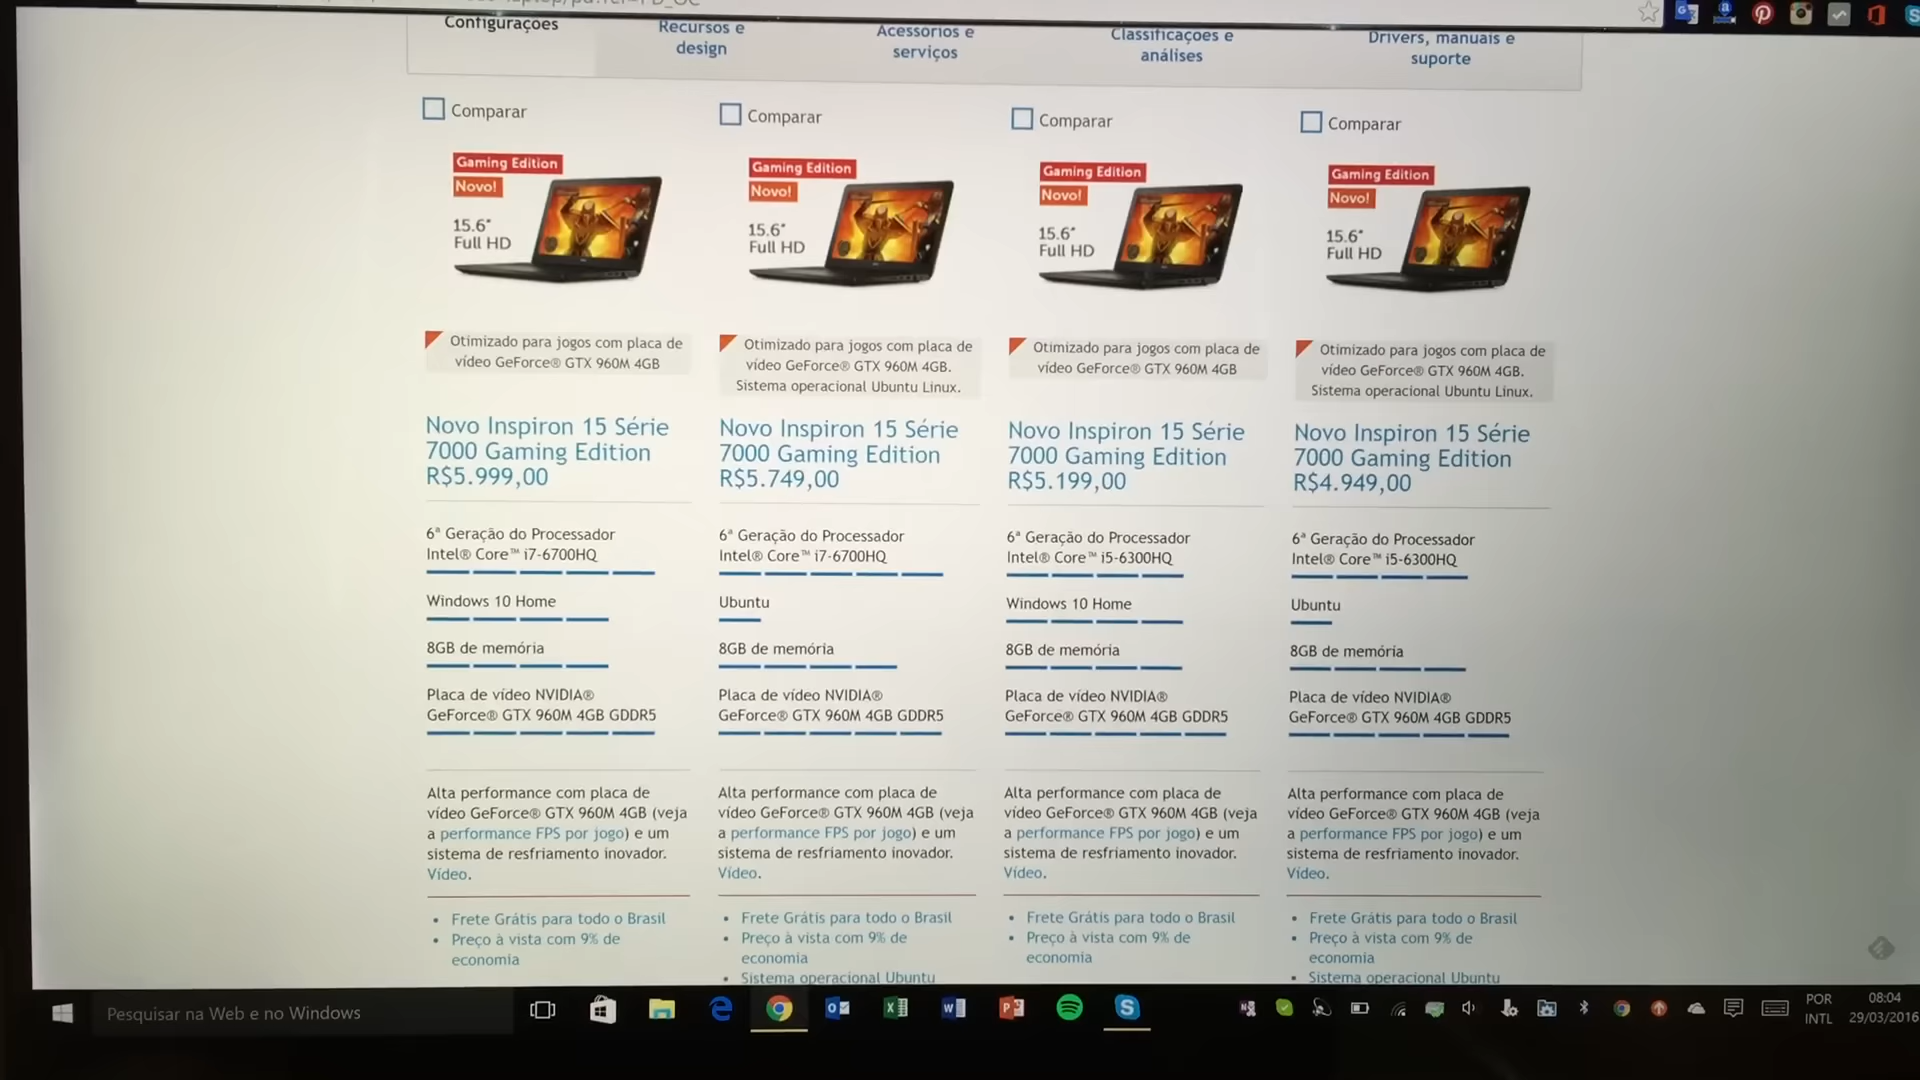 Configurações
Recursos e
design
Acessórios e
serviços
Classificações e
análises
Drivers, manuais e
suporte
Comparar
Gaming Edition
Novo!
15.6"
Full HD
Otimizado para jogos com placa de
vídeo GeForce® GTX 960M 4GB
Novo Inspiron 15 Série
7000 Gaming Edition
R$5.999,00
6ª Geração do Processador
Intel® Core™ i7-6700HQ
Windows 10 Home
8GB de memória
Placa de vídeo NVIDIA®
GeForce® GTX 960M 4GB GDDR5
Alta performance com placa de
vídeo GeForce® GTX 960M 4GB (veja
a performance FPS por jogo) e um
sistema de resfriamento inovador.
Vídeo.
• Frete Grátis para todo o Brasil
• Preço à vista com 9% de
economia
Comparar
Gaming Edition
Novo!
15.6"
Full HD
Otimizado para jogos com placa de
vídeo GeForce® GTX 960M 4GB.
Sistema operacional Ubuntu Linux.
Novo Inspiron 15 Série
7000 Gaming Edition
R$5.749,00
6ª Geração do Processador
Intel® Core™ i7-6700HQ
Ubuntu
8GB de memória
Placa de vídeo NVIDIA®
GeForce® GTX 960M 4GB GDDR5
Alta performance com placa de
vídeo GeForce® GTX 960M 4GB (veja
a performance FPS por jogo) e um
sistema de resfriamento inovador.
Vídeo.
• Frete Grátis para todo o Brasil
• Preço à vista com 9% de
economia
• Sistema operacional Ubuntu
Comparar
Gaming Edition
Novo!
15.6"
Full HD
Otimizado para jogos com placa de
vídeo GeForce® GTX 960M 4GB
Novo Inspiron 15 Série
7000 Gaming Edition
R$5.199,00
6ª Geração do Processador
Intel® Core™ i5-6300HQ
Windows 10 Home
8GB de memória
Placa de vídeo NVIDIA®
GeForce® GTX 960M 4GB GDDR5
Alta performance com placa de
vídeo GeForce® GTX 960M 4GB (veja
a performance FPS por jogo) e um
sistema de resfriamento inovador.
Vídeo.
• Frete Grátis para todo o Brasil
• Preço à vista com 9% de
economia
Comparar
Gaming Edition
Novo!
15.6"
Full HD
Otimizado para jogos com placa de
vídeo GeForce® GTX 960M 4GB.
Sistema operacional Ubuntu Linux.
Novo Inspiron 15 Série
7000 Gaming Edition
R$4.949,00
6ª Geração do Processador
Intel® Core™ i5-6300HQ
Ubuntu
8GB de memória
Placa de vídeo NVIDIA®
GeForce® GTX 960M 4GB GDDR5
Alta performance com placa de
vídeo GeForce® GTX 960M 4GB (veja
a performance FPS por jogo) e um
sistema de resfriamento inovador.
Vídeo.
• Frete Grátis para todo o Brasil
• Preço à vista com 9% de
economia
• Sistema operacional Ubuntu
Pesquisar na Web e no Windows
POR
INTL
08:04
29/03/2016